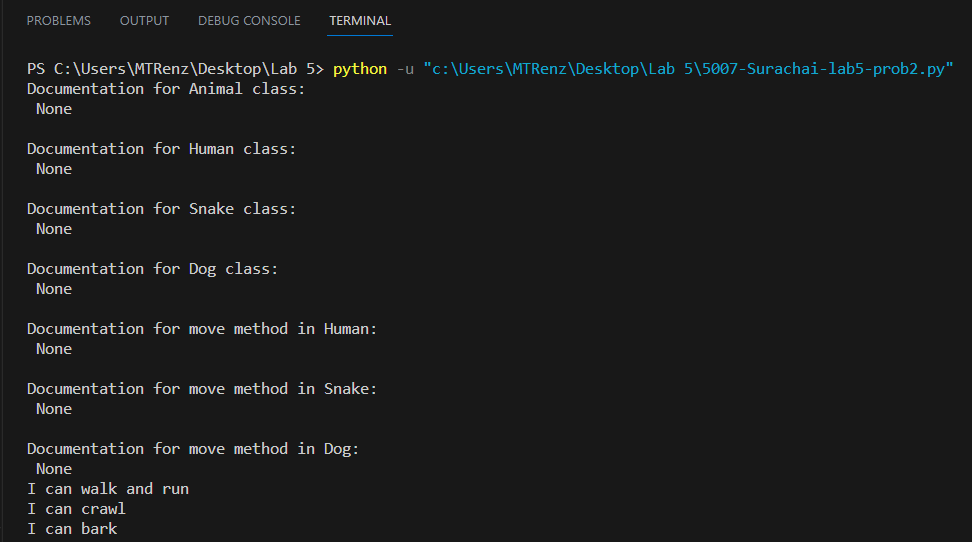 PROBLEMS OUTPUT DEBUG CONSOLE TERMINAL
PS C:\Users\MTRenz\Desktop\Lab 5> python -u "c:\Users\MTRenz\Desktop\Lab 5\5007-Surachai-lab5-prob2.py"
Documentation for Animal class:
None
Documentation for Human class:
None
Documentation for Snake class:
None
Documentation for Dog class:
None
Documentation for move method in Human:
None
Documentation for move method in Snake:
None
Documentation for move method in Dog:
None
I can walk and run
I can crawl
I can bark